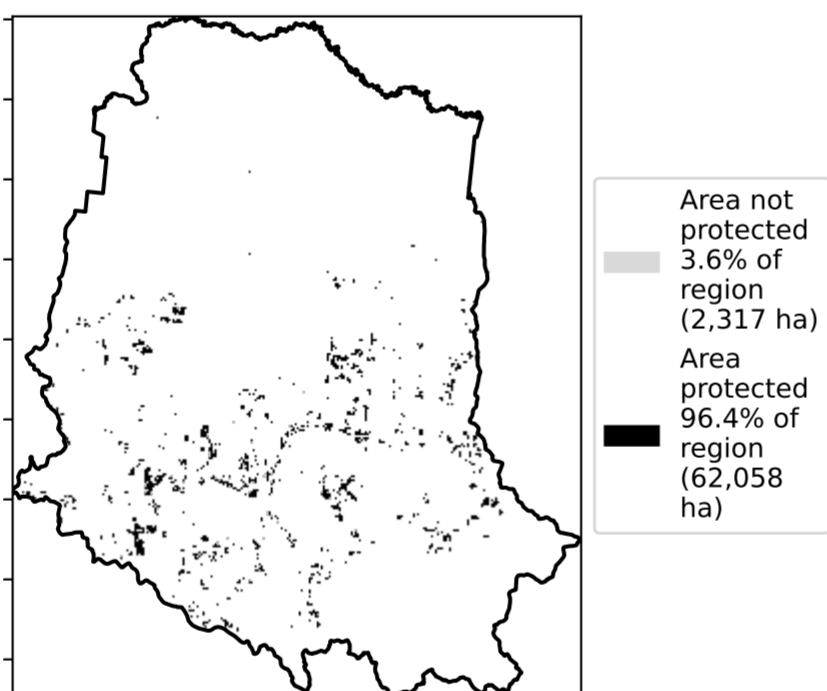 Area not
protected
3.6% of
region
(2,317 ha)
Area
protected
96.4% of
region
(62,058
ha)